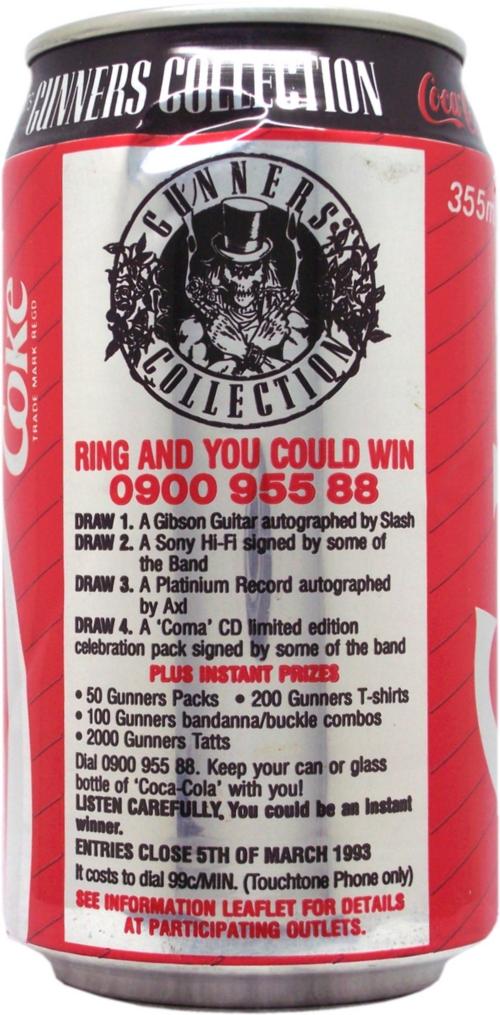 GUNNERS COLLECTION
355
Coke
TRADE MARK REGD
GUNNERS'
COLLECTION
RING AND YOU COULD WIN
0900 955 88
DRAW 1. A Gibson Guitar autographed by Slash
DRAW 2. A Sony Hi-Fi signed by some of
the Band
DRAW 3. A Platinium Record autographed
by Axl
DRAW 4. A 'Coma' CD limited edition
celebration pack signed by some of the band
PLUS INSTANT PRIZES
• 50 Gunners Packs • 200 Gunners T-shirts
• 100 Gunners bandanna/buckle combos
• 2000 Gunners Tatts
Dial 0900 955 88. Keep your can or glass
bottle of 'Coca-Cola' with you!
LISTEN CAREFULLY. You could be an instant
winner.
ENTRIES CLOSE 5TH OF MARCH 1993
It costs to dial 99c/MIN. (Touchtone Phone only)
SEE INFORMATION LEAFLET FOR DETAILS
AT PARTICIPATING OUTLETS.